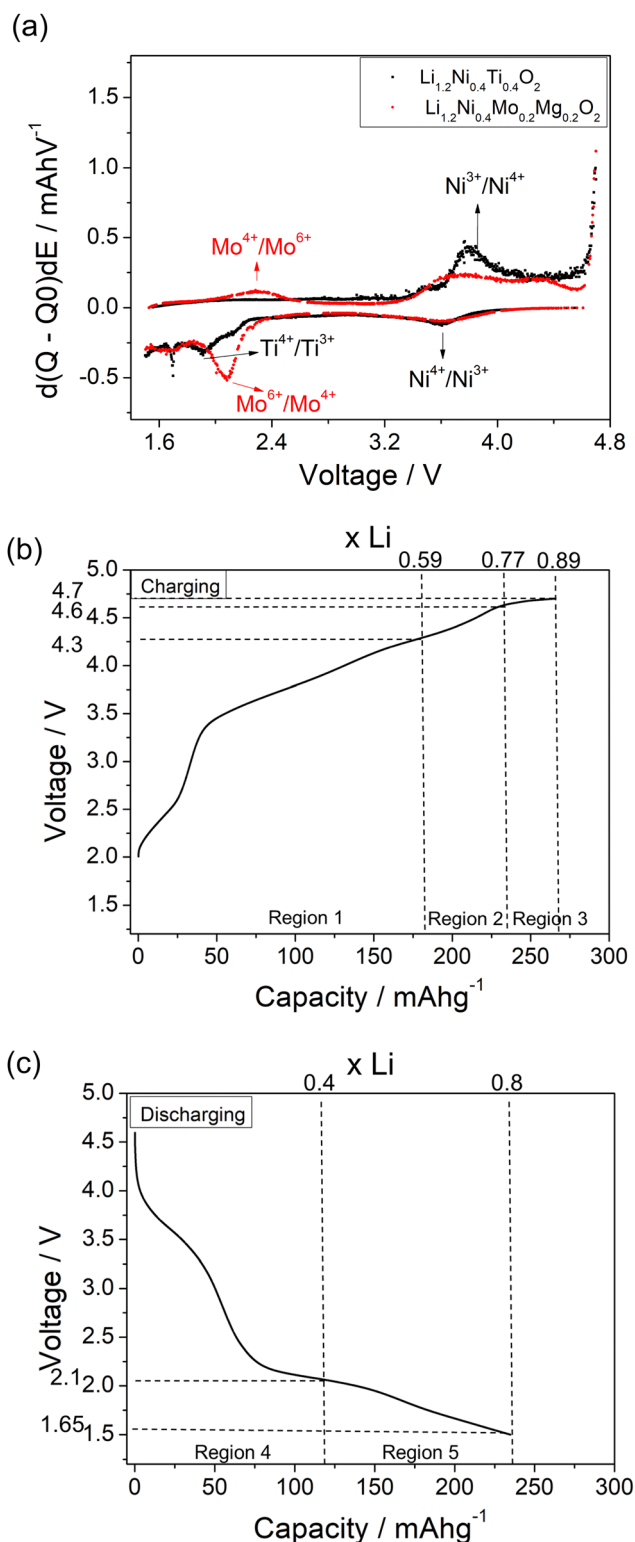 (a)
Li1.2Ni0.4Ti0.4O2
Li1.2Ni0.4Mo0.2Mg0.2O2
1.5
1.0
0.5
0.0
-0.5
d(Q - Q0)dE / mAhV-1
Ni3+/Ni4+
Mo4+/Mo6+
Ti4+/Ti3+
Ni4+/Ni3+
Mo6+/Mo4+
1.6 2.4 3.2 4.0 4.8
Voltage / V
(b)
x Li
0.59 0.77 0.89
Charging
5.0
4.7
4.6
4.5
4.3
4.0
3.5
3.0
2.5
2.0
1.5
Voltage / V
Region 1 Region 2 Region 3
0 50 100 150 200 250 300
Capacity / mAhg-1
(c)
x Li
0.4 0.8
Discharging
5.0
4.5
4.0
3.5
3.0
2.5
2.1
2.0
1.65
1.5
Voltage / V
Region 4 Region 5
0 50 100 150 200 250 300
Capacity / mAhg-1